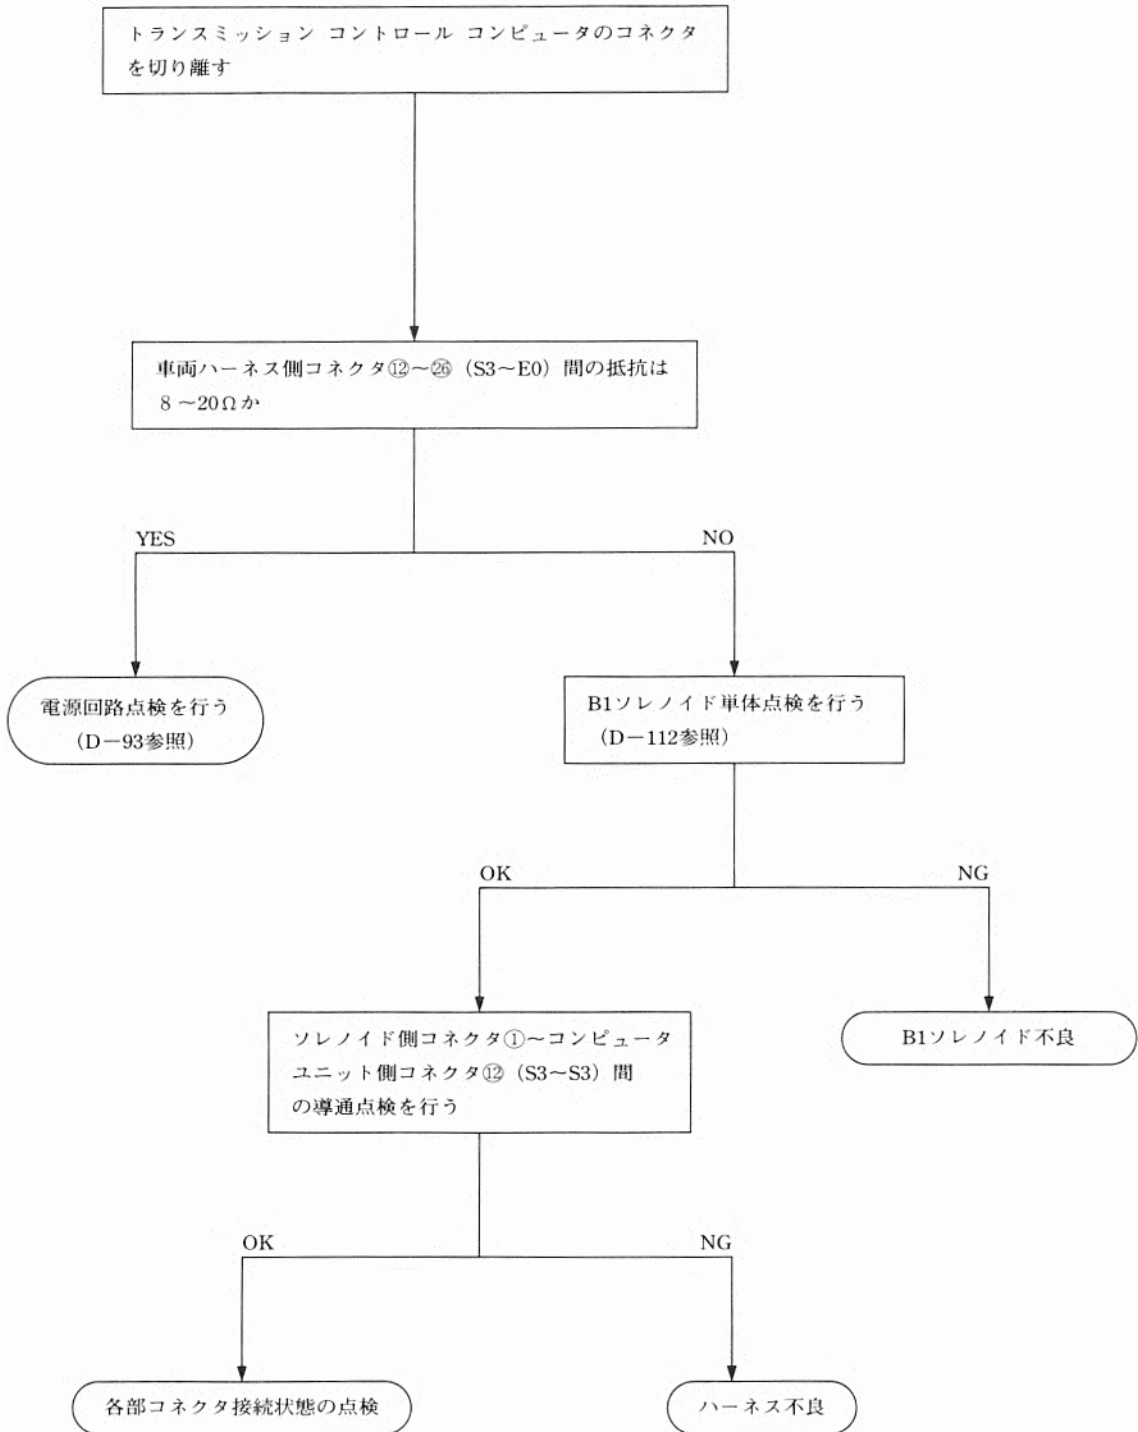 トランスミッション コントロール コンピュータのコネクタ
を切り離す
車両ハーネス側コネクタ⑫～㉖（S3～E0）間の抵抗は
8～20Ωか
YES
NO
電源回路点検を行う
（D－93参照）
B1ソレノイド単体点検を行う
（D－112参照）
OK
NG
ソレノイド側コネクタ①～コンピュータ
ユニット側コネクタ⑫（S3～S3）間
の導通点検を行う
B1ソレノイド不良
OK
NG
各部コネクタ接続状態の点検
ハーネス不良